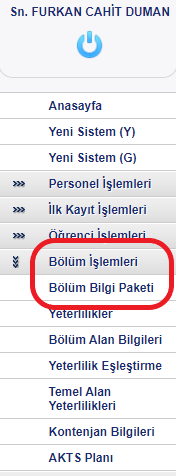 Sn. FURKAN CAHİT DUMAN
Anasayfa
Yeni Sistem (Y)
Yeni Sistem (G)
Personel İşlemleri
İlk Kayıt İşlemleri
Öğrenci İşlemleri
Bölüm İşlemleri
Bölüm Bilgi Paketi
Yeterlilikler
Bölüm Alan Bilgileri
Yeterlilik Eşleştirme
Temel Alan
Yeterlilikleri
Kontenjan Bilgileri
AKTS Planı